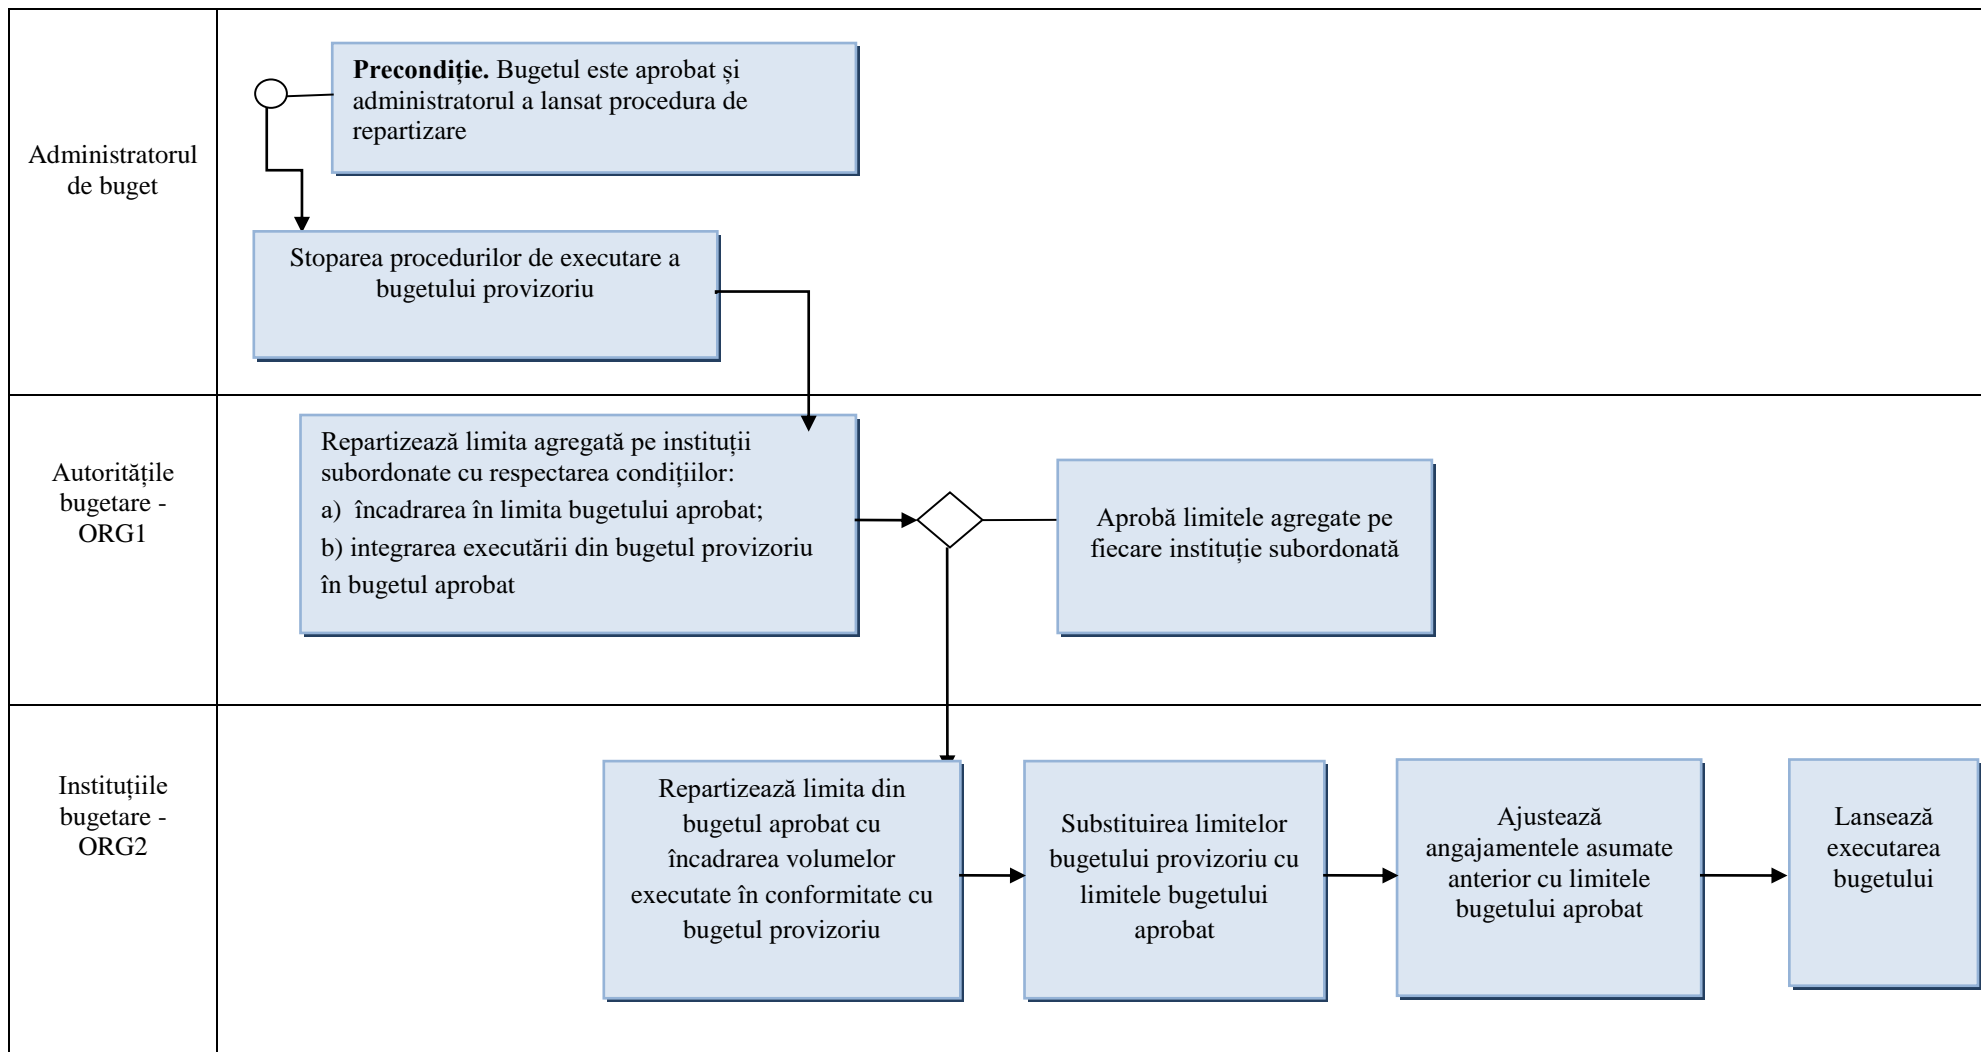 Administratorul
de buget
Precondiție. Bugetul este aprobat și
administratorul a lansat procedura de
repartizare
Stoparea procedurilor de executare a
bugetului provizoriu
Autoritățile
bugetare -
ORG1
Repartizează limita agregată pe instituții
subordonate cu respectarea condițiilor:
a) încadrarea în limita bugetului aprobat;
b) integrarea executării din bugetul provizoriu
în bugetul aprobat
Aprobă limitele agregate pe
fiecare instituție subordonată
Instituțiile
bugetare -
ORG2
Repartizează limita din
bugetul aprobat cu
încadrarea volumelor
executate în conformitate cu
bugetul provizoriu
Substituirea limitelor
bugetului provizoriu cu
limitele bugetului
aprobat
Ajustează
angajamentele asumate
anterior cu limitele
bugetului aprobat
Lansează
executarea
bugetului